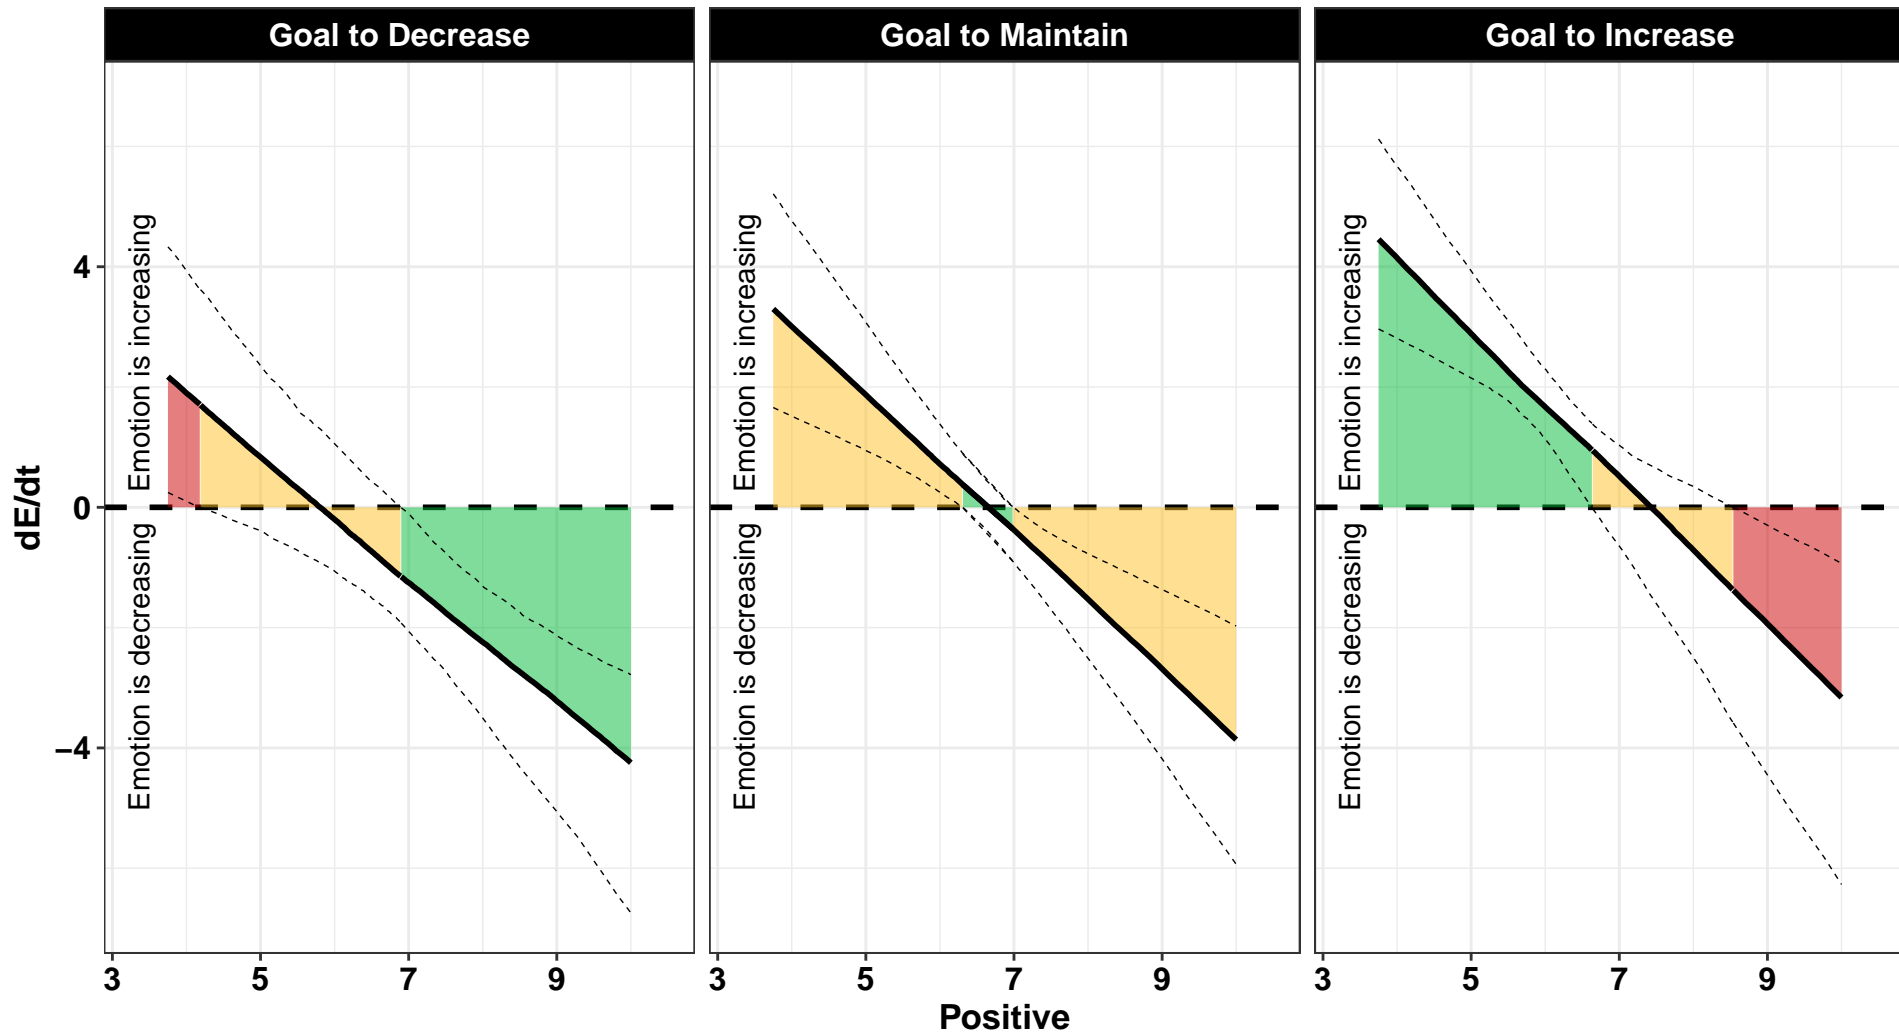 Goal to Decrease
Goal to Maintain
Goal to Increase
dE/dt
4
0
−4
Emotion is increasing
Emotion is decreasing
Emotion is increasing
Emotion is decreasing
Emotion is increasing
Emotion is decreasing
3 5 7 9
3 5 7 9
3 5 7 9
Positive